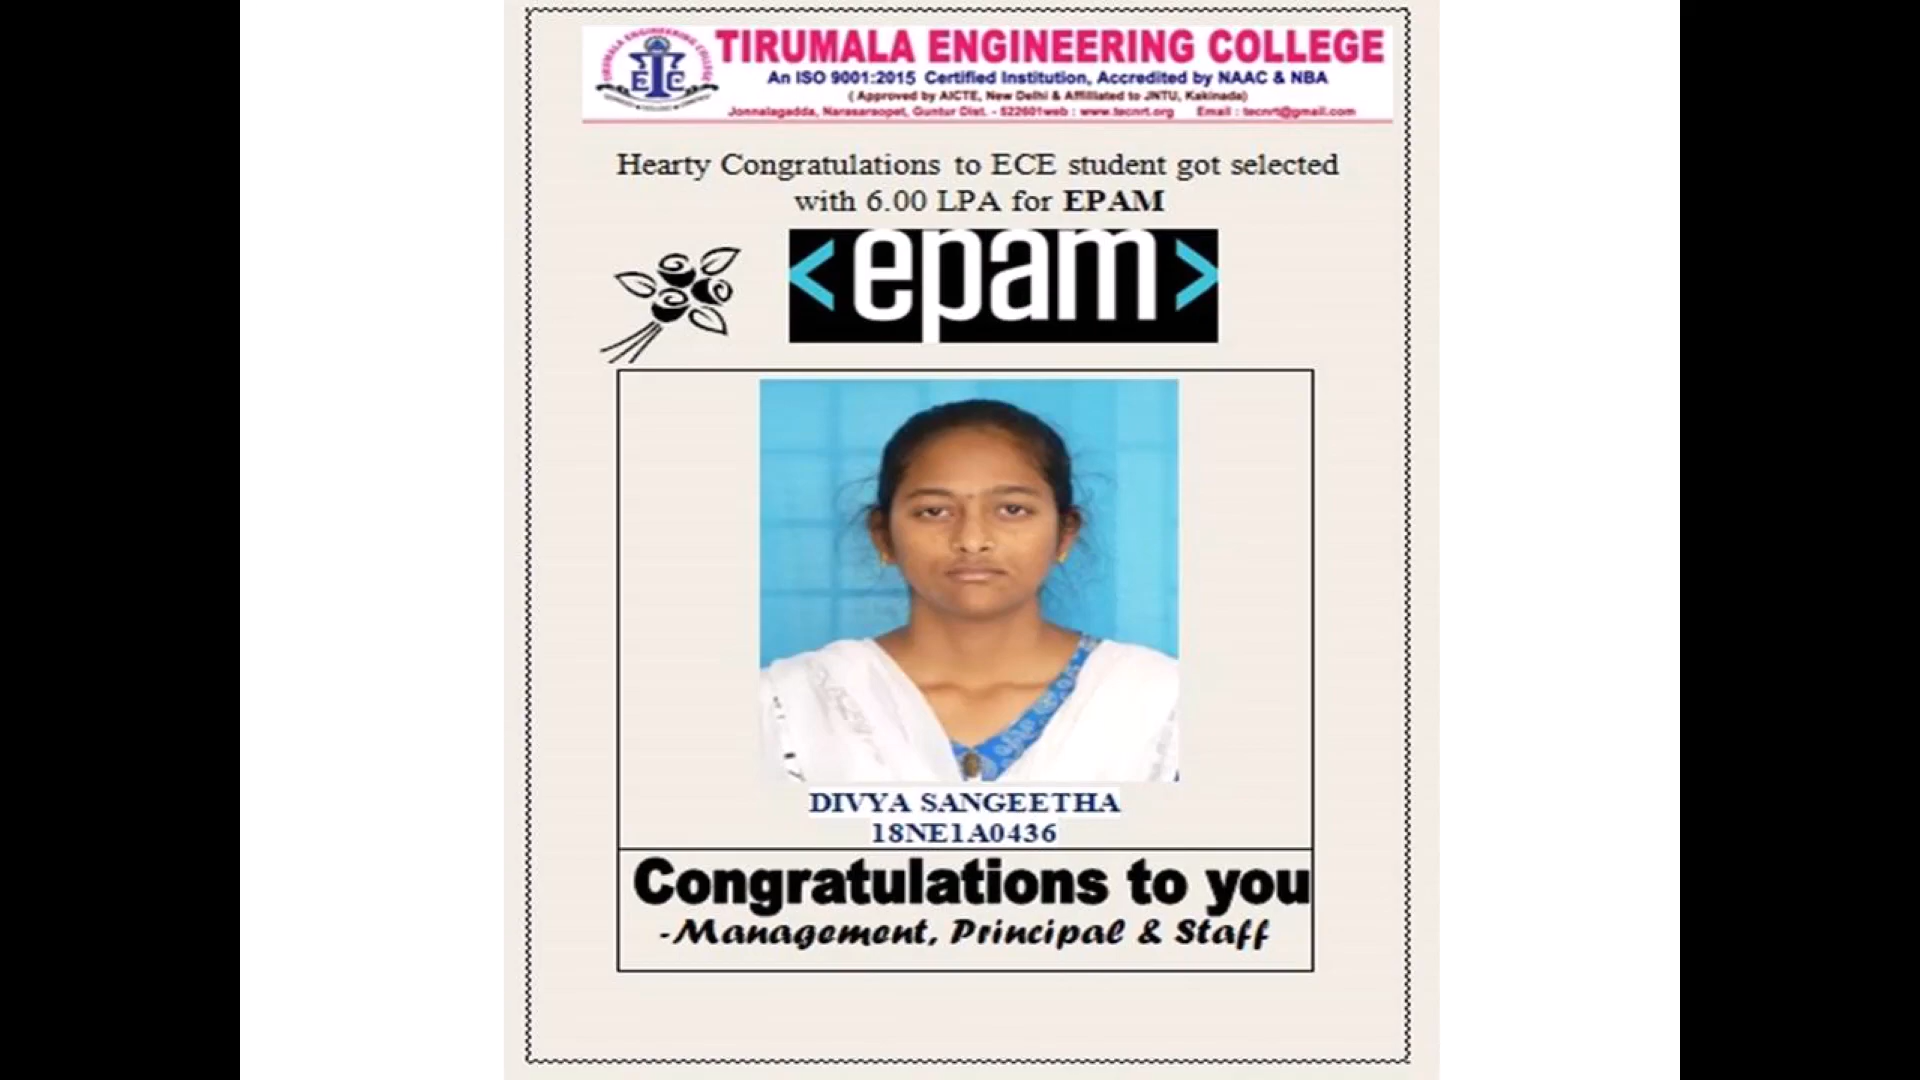 TIRUMALA ENGINEERING COLLEGE
An ISO 9001:2015 Certified Institution, Accredited by NAAC & NBA
( Approved by AICTE, New Delhi & Affilliated to JNTU, Kakinada)
Jonnalagadda, Narasaraopet, Guntur Dist. - 522601web : www.tecnrt.org Email : tecnrt@gmail.com
Hearty Congratulations to ECE student got selected
with 6.00 LPA for EPAM
<epam>
DIVYA SANGEETHA
18NE1A0436
Congratulations to you
-Management, Principal & Staff